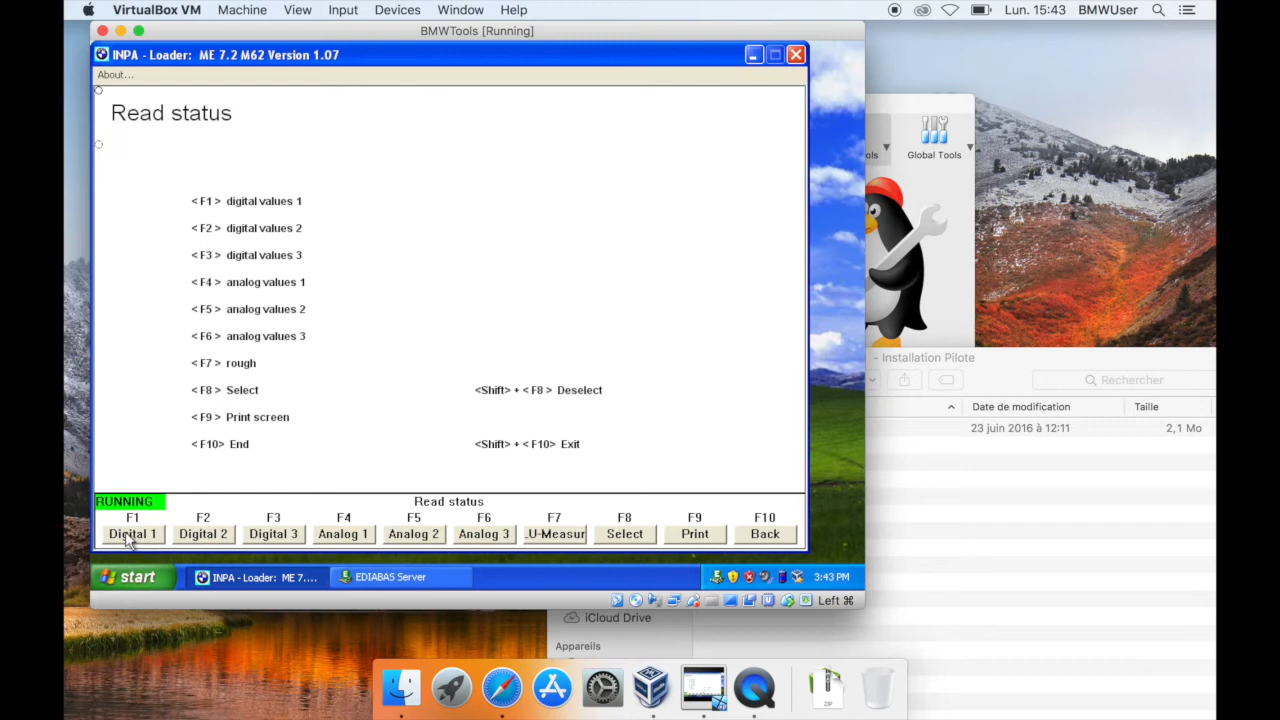 VirtualBox VM Machine View Input Devices Window Help Lun. 15:43 BMWUser
BMWTools [Running]
INPA - Loader: ME 7.2 M62 Version 1.07
About...
Read status
< F1 > digital values 1
< F2 > digital values 2
< F3 > digital values 3
< F4 > analog values 1
< F5 > analog values 2
< F6 > analog values 3
< F7 > rough
< F8 > Select <Shift> + < F8 > Deselect
< F9 > Print screen
< F10> End <Shift> + < F10> Exit
RUNNING Read status
F1 F2 F3 F4 F5 F6 F7 F8 F9 F10
Digital 1 Digital 2 Digital 3 Analog 1 Analog 2 Analog 3 .U-Measur Select Print Back
start INPA - Loader: ME 7.... EDIABAS Server 3:43 PM
Left ⌘
ols Global Tools
- Installation Pilote
Rechercher
Date de modification Taille
23 juin 2016 à 12:11 2,1 Mo
iCloud Drive
Appareils
ZIP